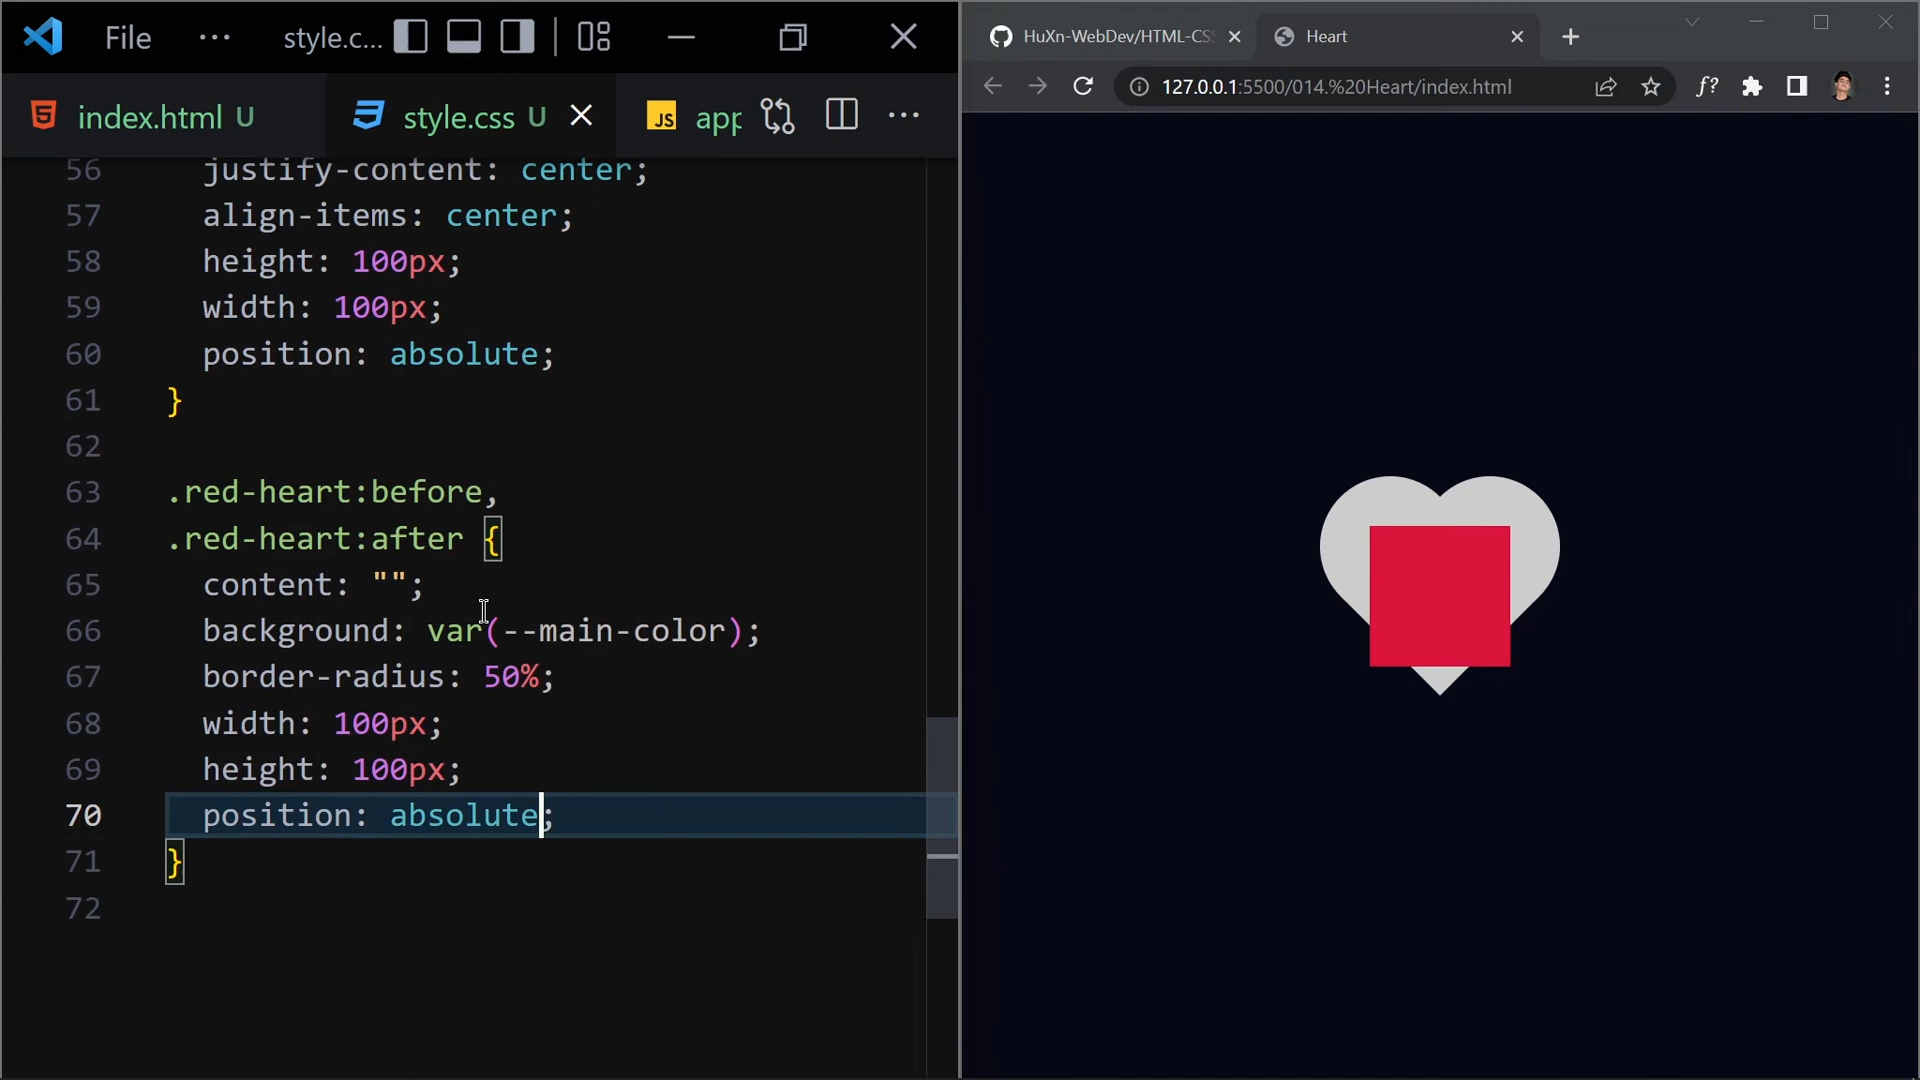 File ··· style.c...
index.html U style.css U app ···
56 justify-content: center;
57 align-items: center;
58 height: 100px;
59 width: 100px;
60 position: absolute;
61 }
62
63 .red-heart:before,
64 .red-heart:after {
65 content: "";
66 background: var(--main-color);
67 border-radius: 50%;
68 width: 100px;
69 height: 100px;
70 position: absolute;
71 }
72
JS
HuXn-WebDev/HTML-CS
Heart
127.0.0.1:5500/014.%20Heart/index.html
f?